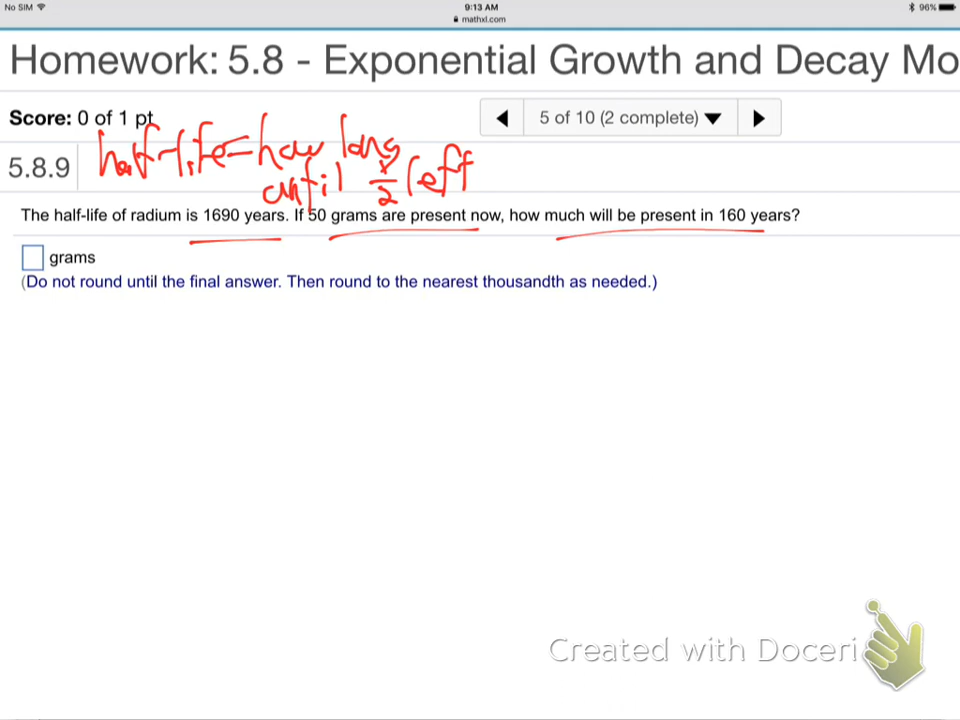 No SIM
9:13 AM
96%
mathxl.com
Homework: 5.8 - Exponential Growth and Decay Mo
Score: 0 of 1 pt
5 of 10 (2 complete)
5.8.9
half-life = how long
until 1/2 left
The half-life of radium is 1690 years. If 50 grams are present now, how much will be present in 160 years?
grams
(Do not round until the final answer. Then round to the nearest thousandth as needed.)
Created with Doceri